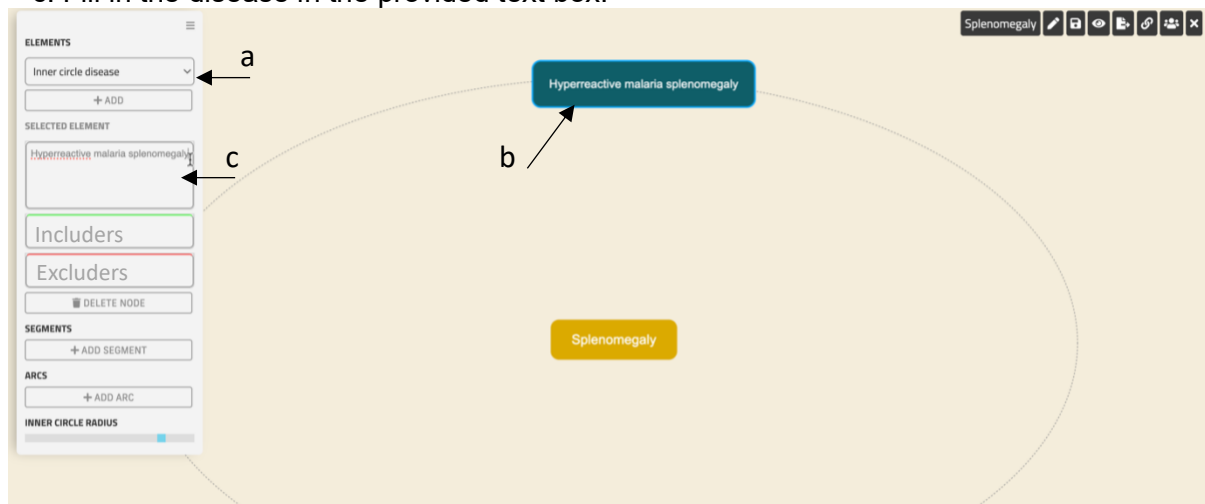 c. Fill in the disease in the provided text box.
Splenomegaly
ELEMENTS
Inner circle disease
a
+ ADD
Hyperreactive malaria splenomegaly
SELECTED ELEMENT
Hyperreactive malaria splenomegaly
c
b
Includers
Excluders
DELETE NODE
SEGMENTS
+ ADD SEGMENT
Splenomegaly
ARCS
+ ADD ARC
INNER CIRCLE RADIUS